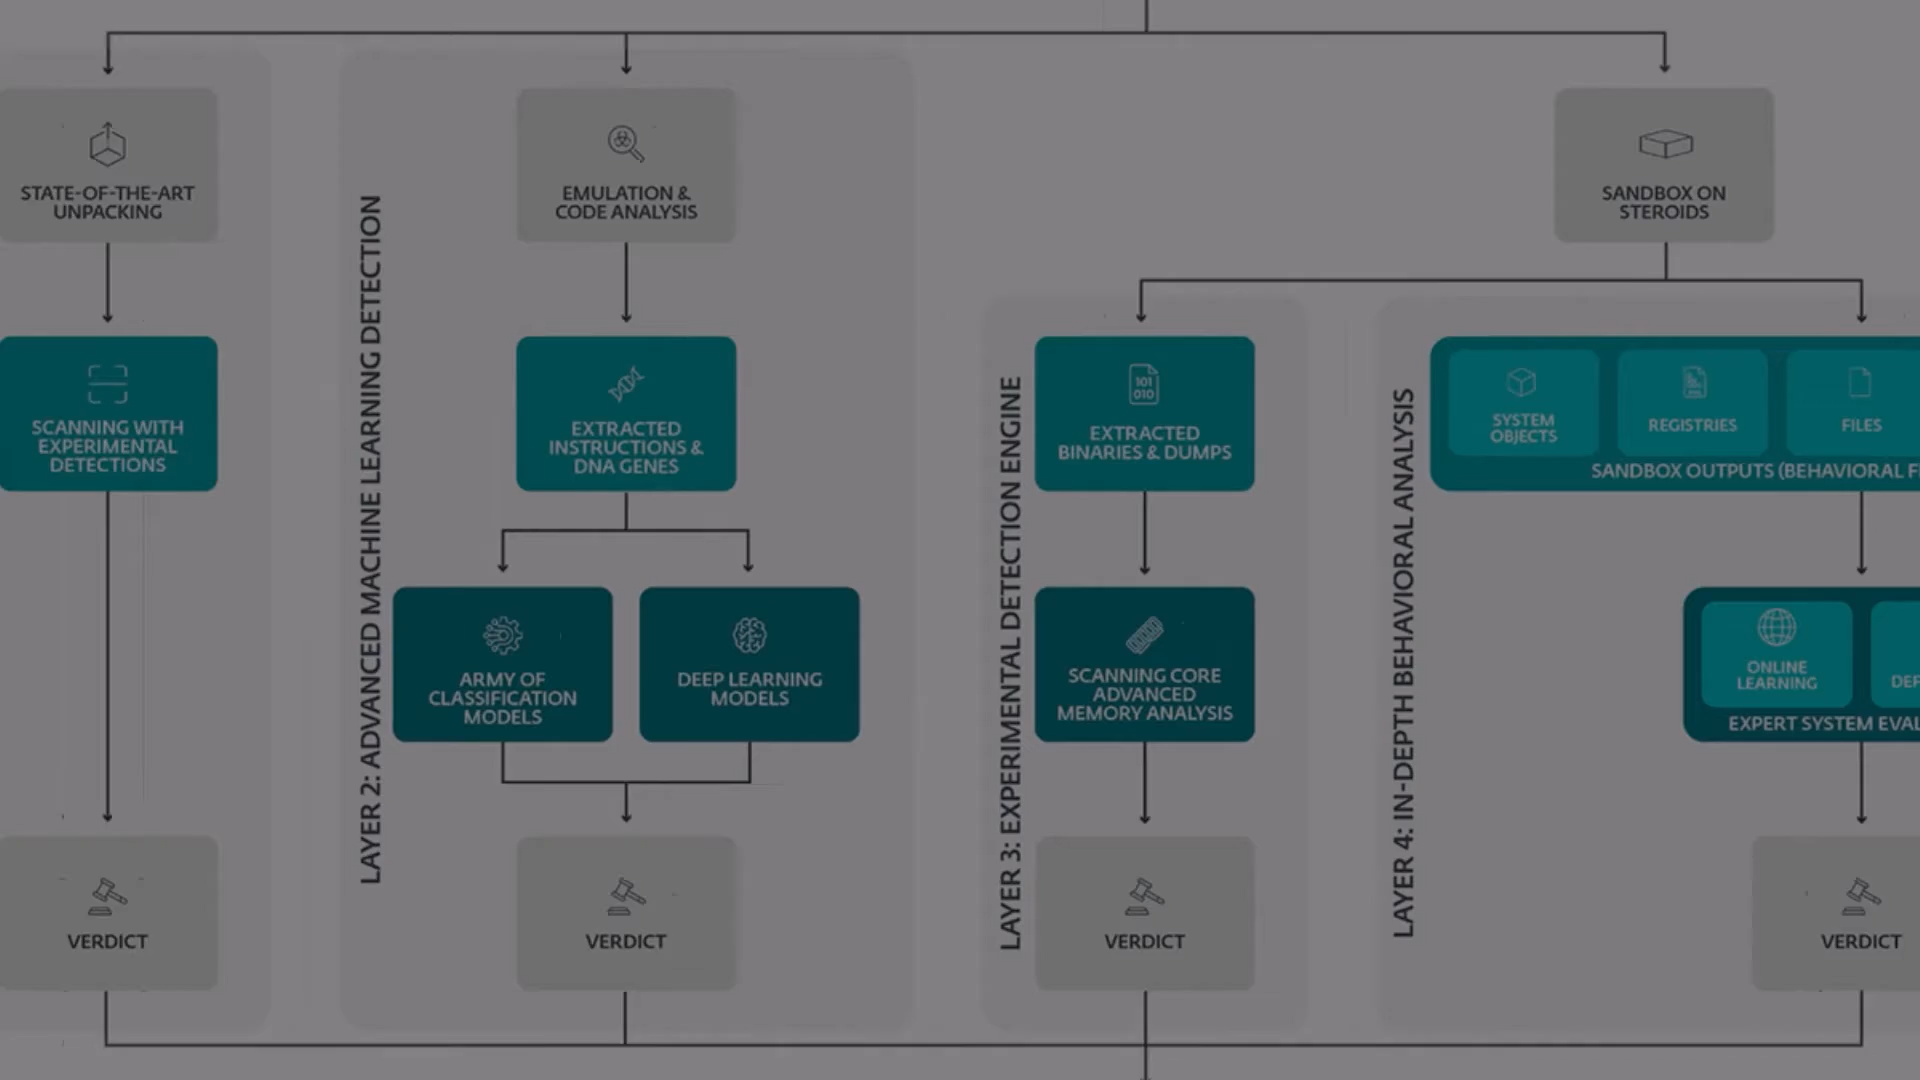 STATE-OF-THE-ART
UNPACKING
SCANNING WITH
EXPERIMENTAL
DETECTIONS
VERDICT
LAYER 2: ADVANCED MACHINE LEARNING DETECTION
EMULATION &
CODE ANALYSIS
EXTRACTED
INSTRUCTIONS &
DNA GENES
ARMY OF
CLASSIFICATION
MODELS
DEEP LEARNING
MODELS
VERDICT
SANDBOX ON
STEROIDS
LAYER 3: EXPERIMENTAL DETECTION ENGINE
101
010
EXTRACTED
BINARIES & DUMPS
SCANNING CORE
ADVANCED
MEMORY ANALYSIS
VERDICT
LAYER 4: IN-DEPTH BEHAVIORAL ANALYSIS
SYSTEM
OBJECTS
REGISTRIES
FILES
SANDBOX OUTPUTS (BEHAVIORAL F
ONLINE
LEARNING
DEF
EXPERT SYSTEM EVAL
VERDICT